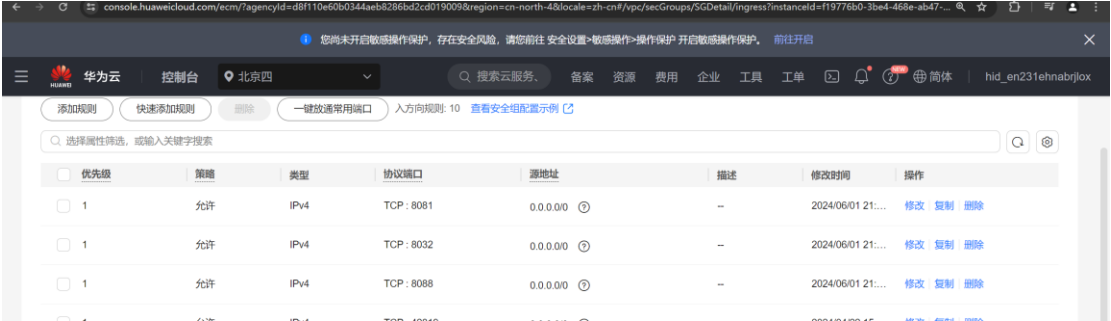 console.huaweicloud.com/ecm/?agencyId=d8f110e60b0344aeb8286bd2cd019009&region=cn-north-4&locale=zh-cn#/vpc/secGroups/SGDetail/ingress?instanceId=f19776b0-3be4-468e-ab47-...
您尚未开启敏感操作保护，存在安全风险，请您前往 安全设置>敏感操作>操作保护 开启敏感操作保护。 前往开启
HUAWEI 华为云 控制台 北京四 搜索云服务、 备案 资源 费用 企业 工具 工单 NEW 简体 hid_en231ehnabrjlox
添加规则 快速添加规则 删除 一键放通常用端口 入方向规则: 10 查看安全组配置示例
选择属性筛选，或输入关键字搜索
优先级 策略 类型 协议端口 源地址 描述 修改时间 操作
1 允许 IPv4 TCP : 8081 0.0.0.0/0 -- 2024/06/01 21:... 修改 复制 删除
1 允许 IPv4 TCP : 8032 0.0.0.0/0 -- 2024/06/01 21:... 修改 复制 删除
1 允许 IPv4 TCP : 8088 0.0.0.0/0 -- 2024/06/01 21:... 修改 复制 删除